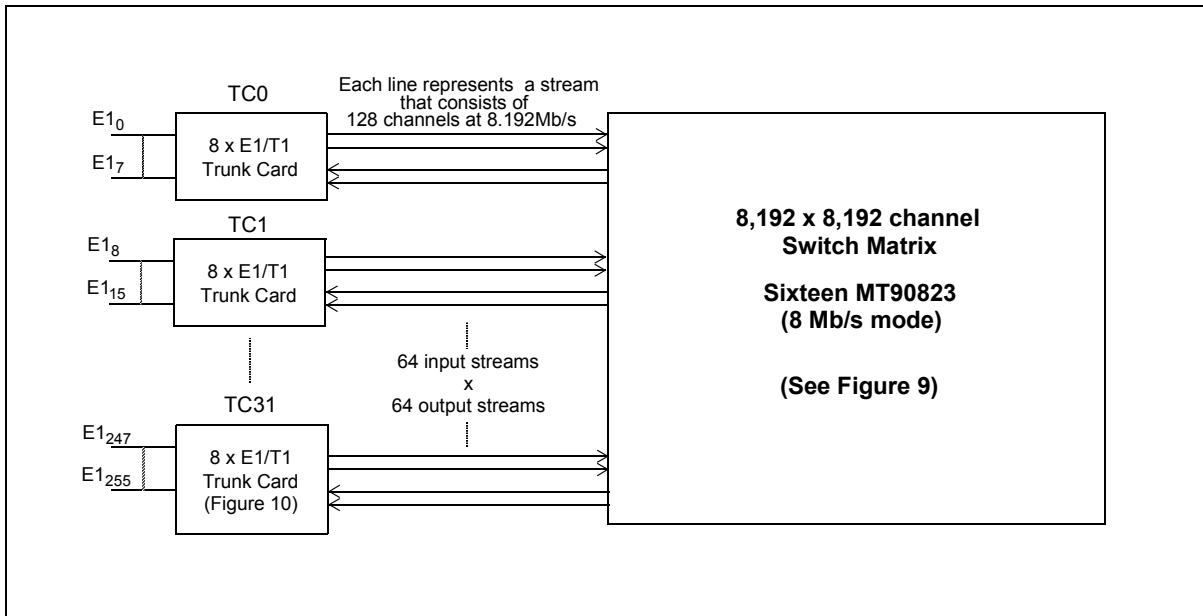 TC0
Each line represents a stream
that consists of
128 channels at 8.192Mb/s
E1₀
E1₇
8 x E1/T1
Trunk Card
TC1
E1₈
E1₁₅
8 x E1/T1
Trunk Card
64 input streams
x
64 output streams
TC31
E1₂₄₇
E1₂₅₅
8 x E1/T1
Trunk Card
(Figure 10)
8,192 x 8,192 channel
Switch Matrix
Sixteen MT90823
(8 Mb/s mode)
(See Figure 9)